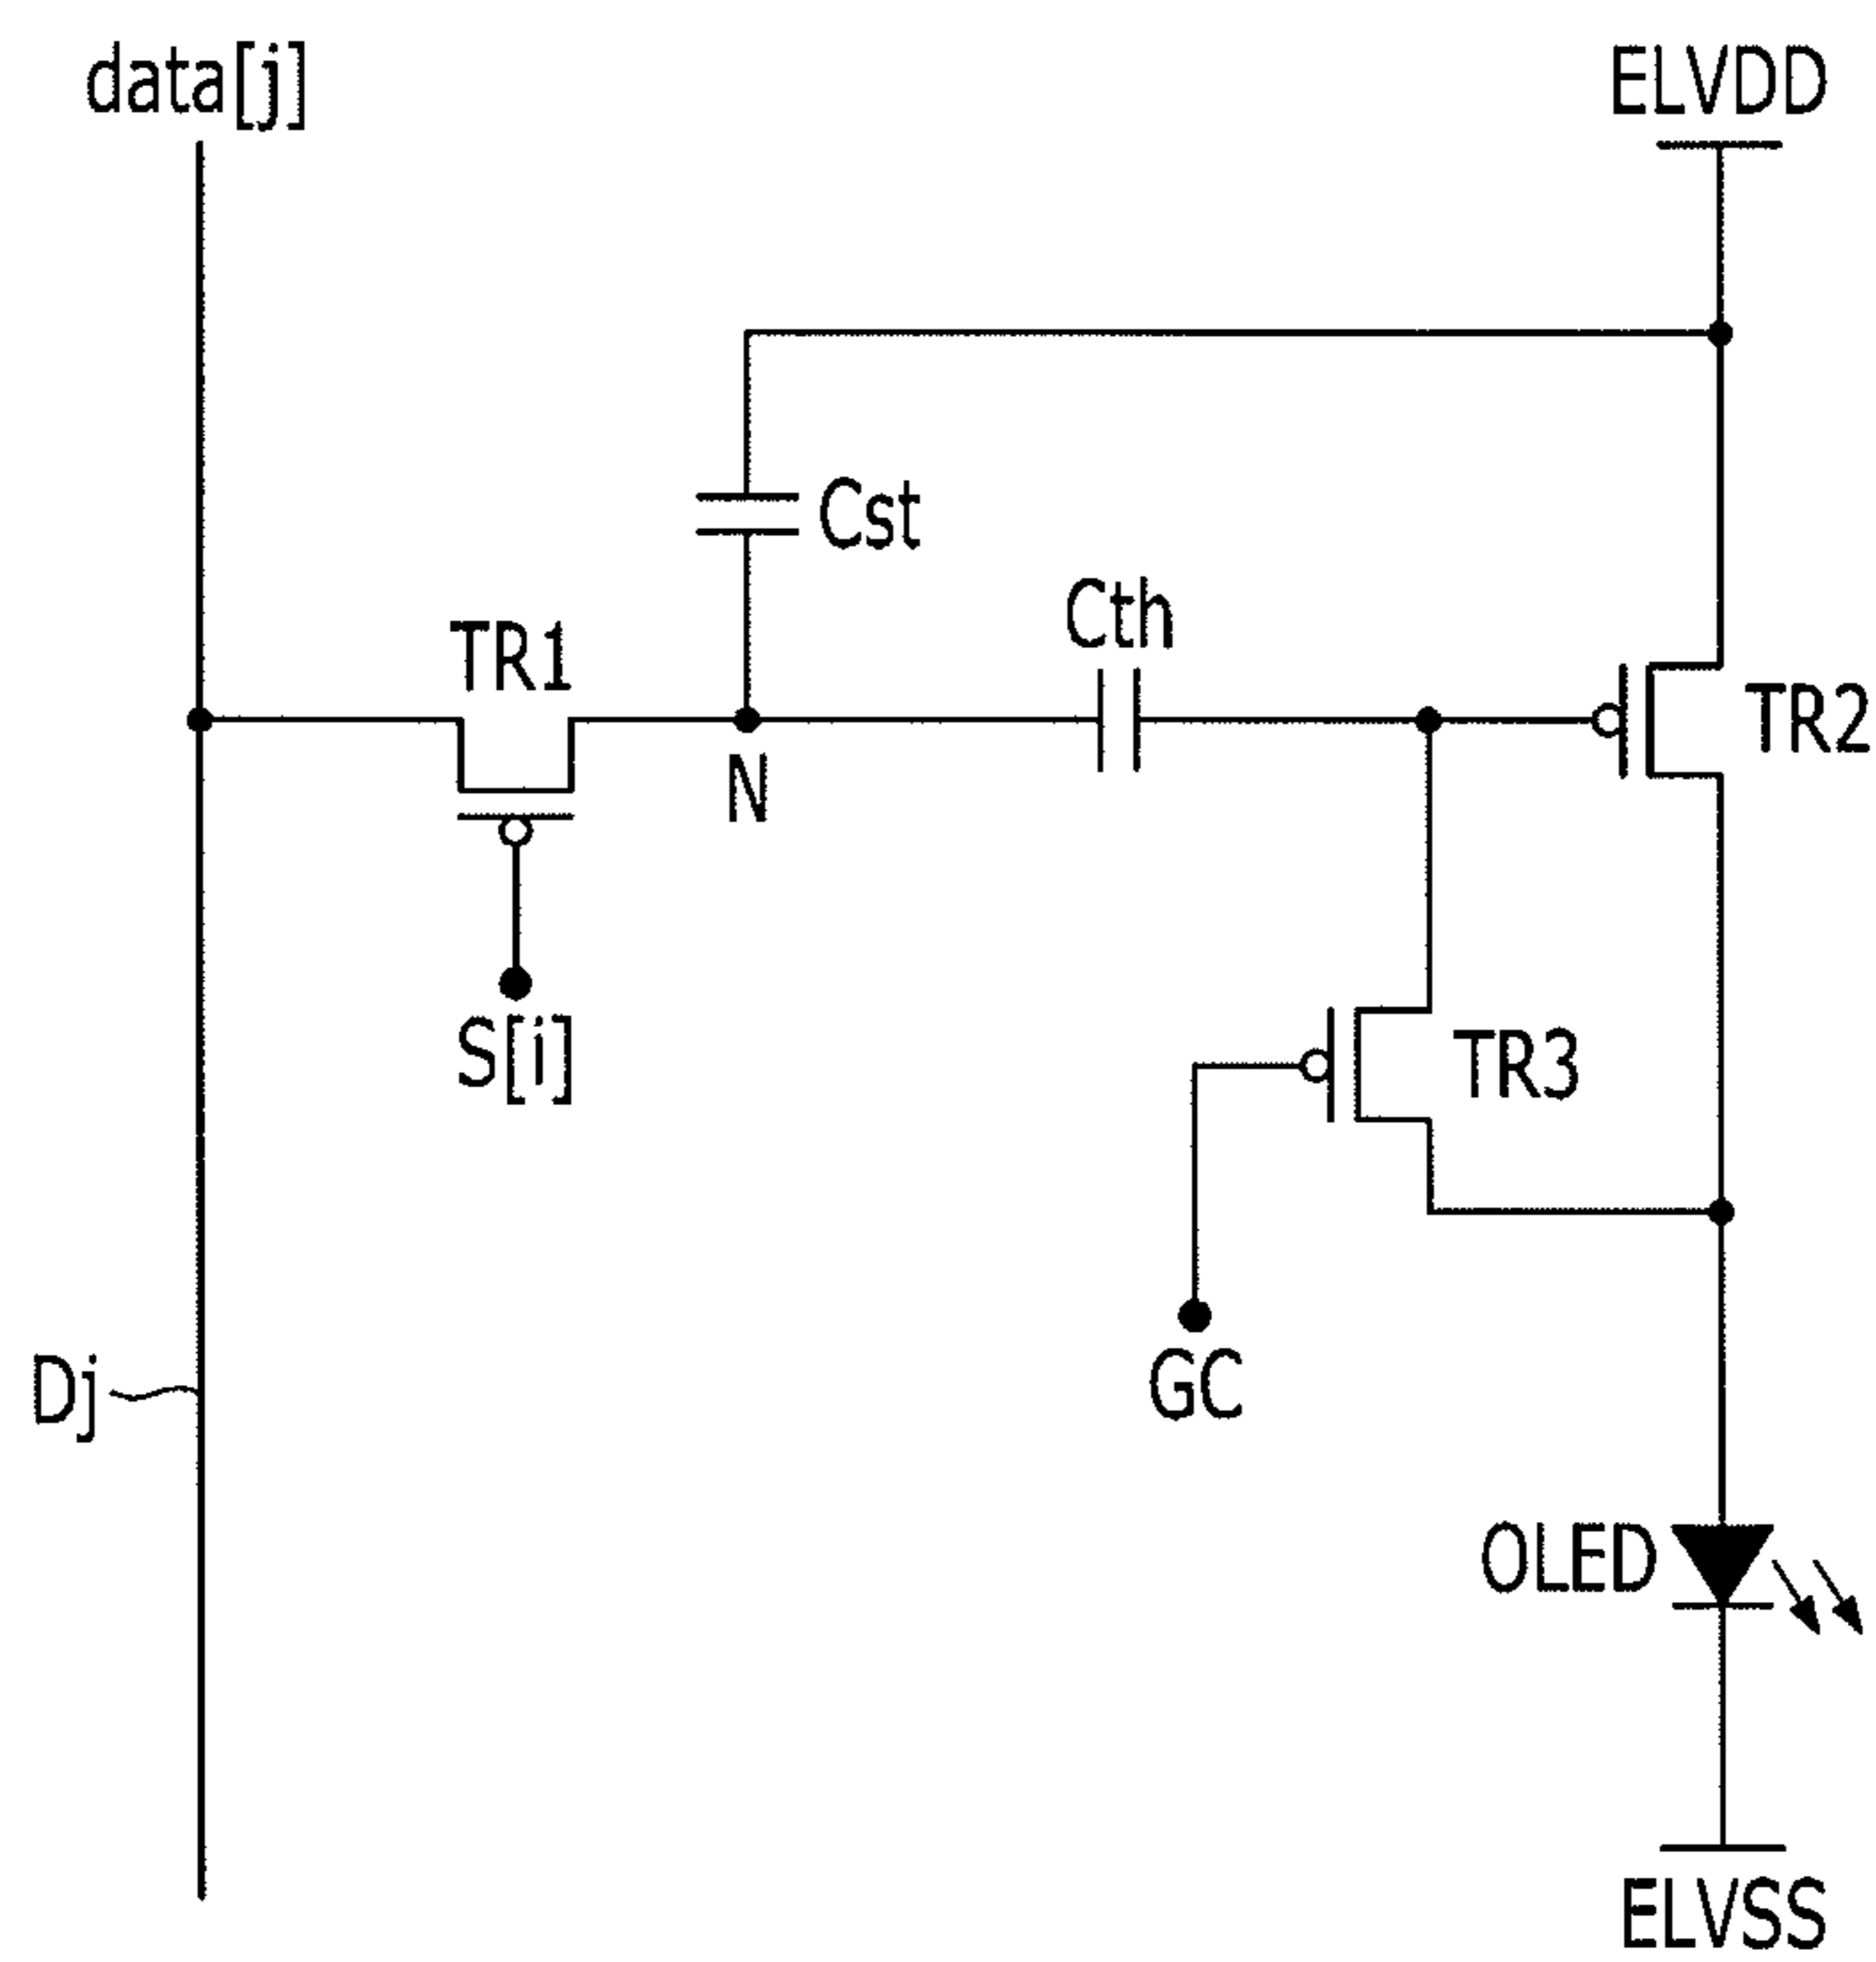 data[j]
ELVDD
Cst
Cth
TR1
TR2
N
S[i]
TR3
Dj
GC
OLED
ELVSS